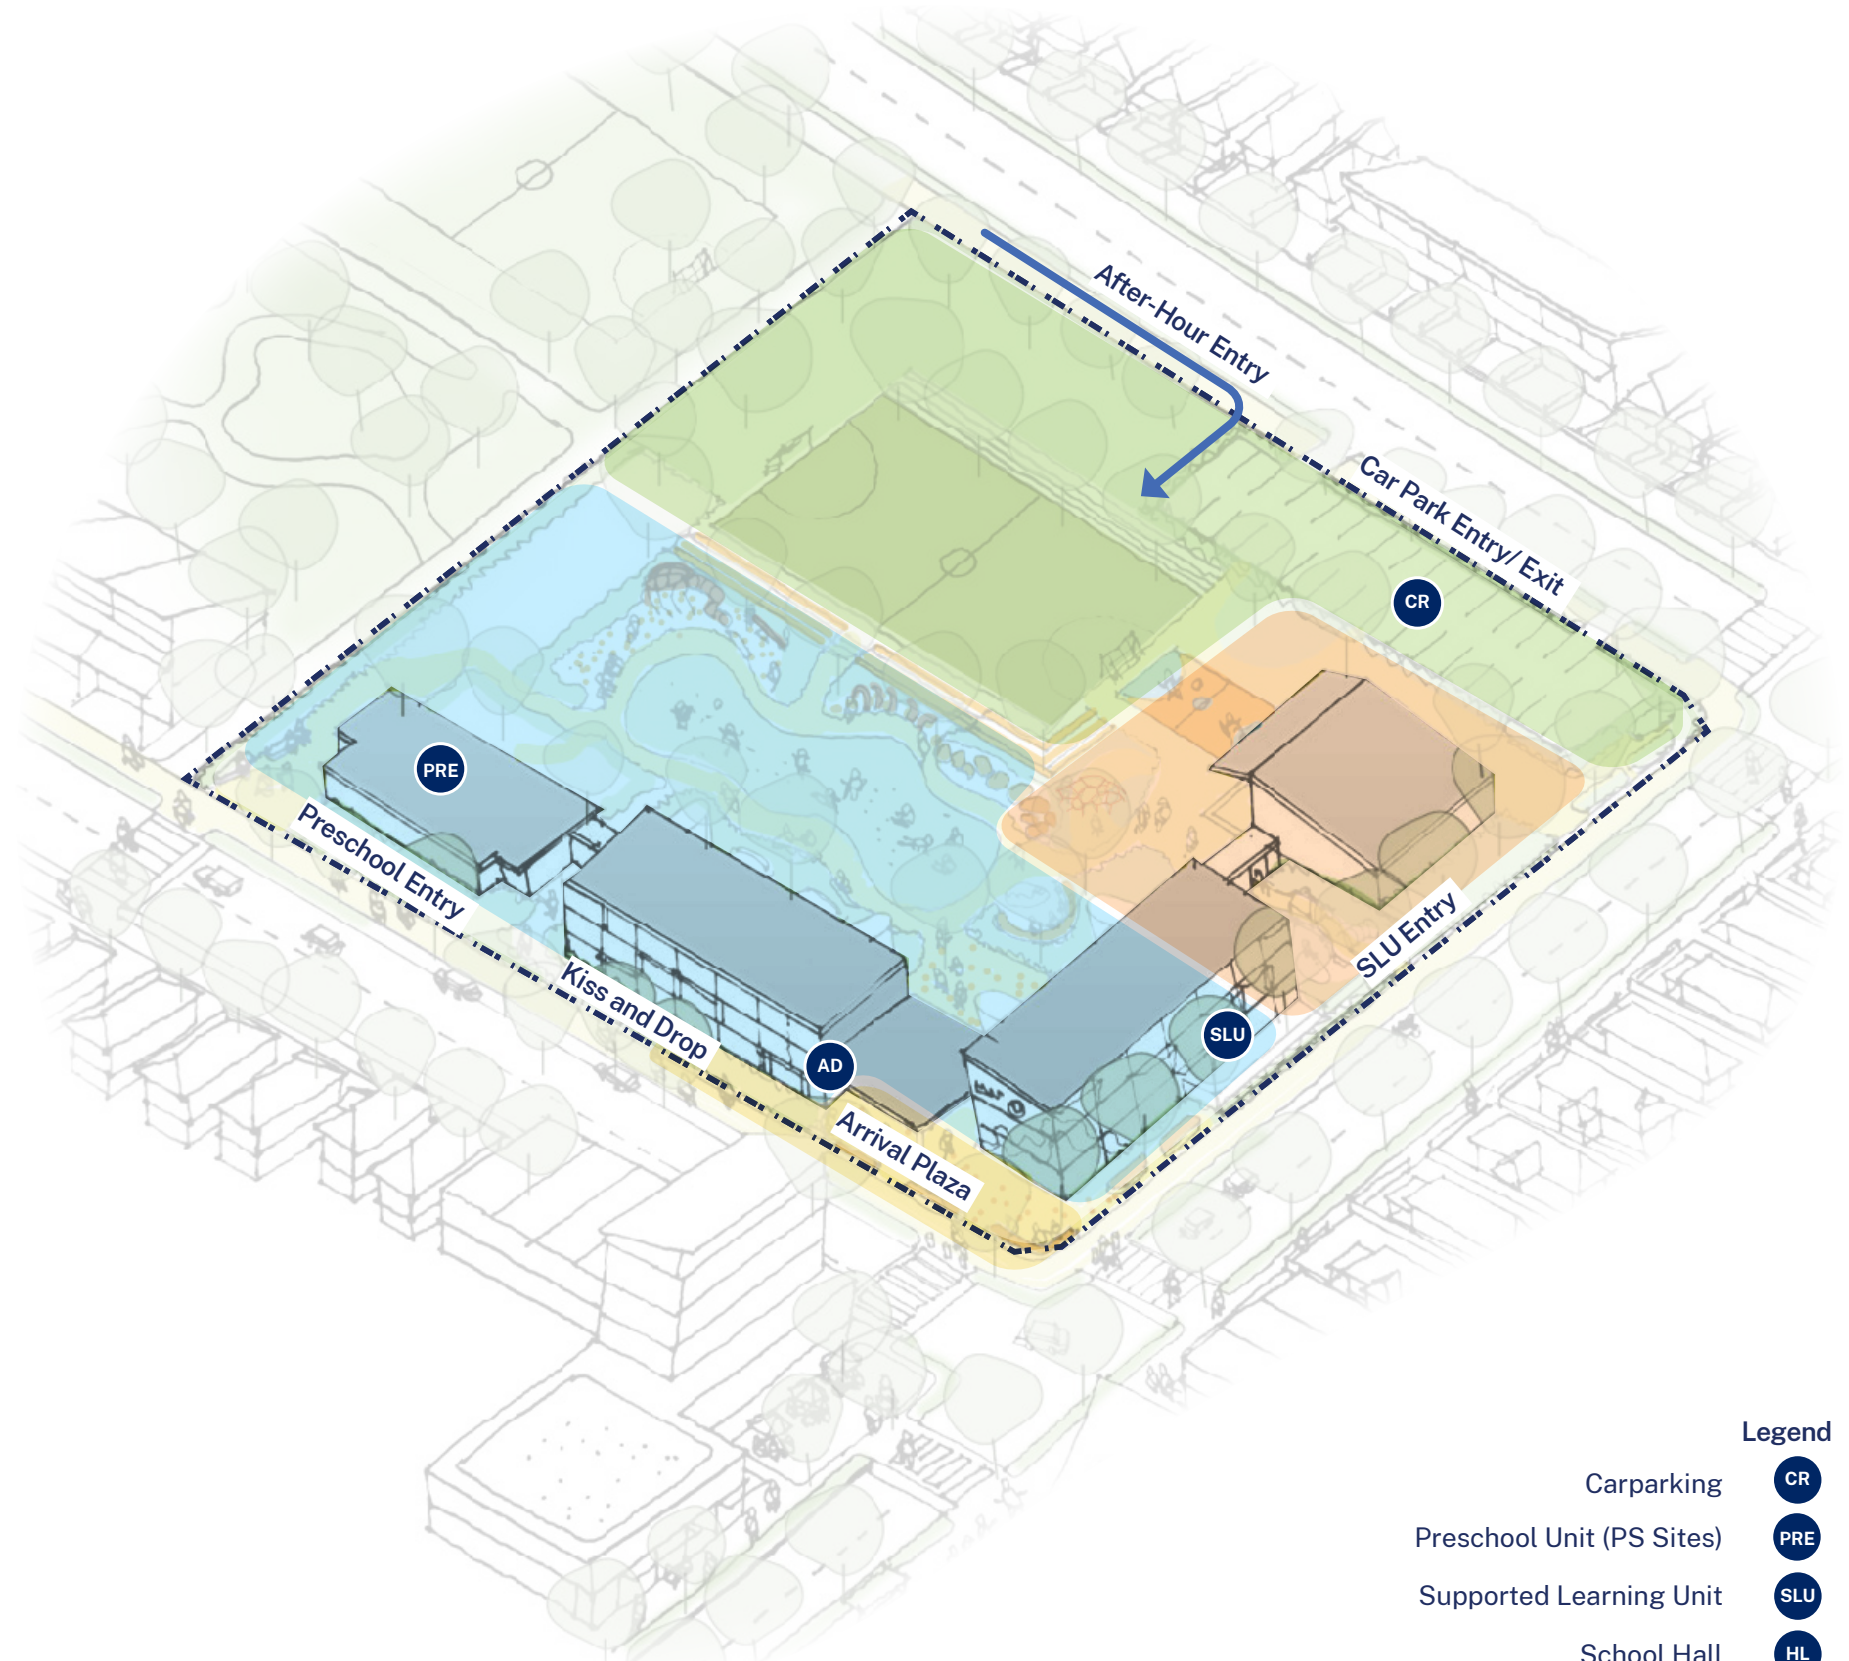 After-Hour Entry
Car Park Entry/ Exit
CR
PRE
Preschool Entry
SLU Entry
Kiss and Drop
SLU
AD
Arrival Plaza
Legend
Carparking CR
Preschool Unit (PS Sites) PRE
Supported Learning Unit SLU
School Hall HL